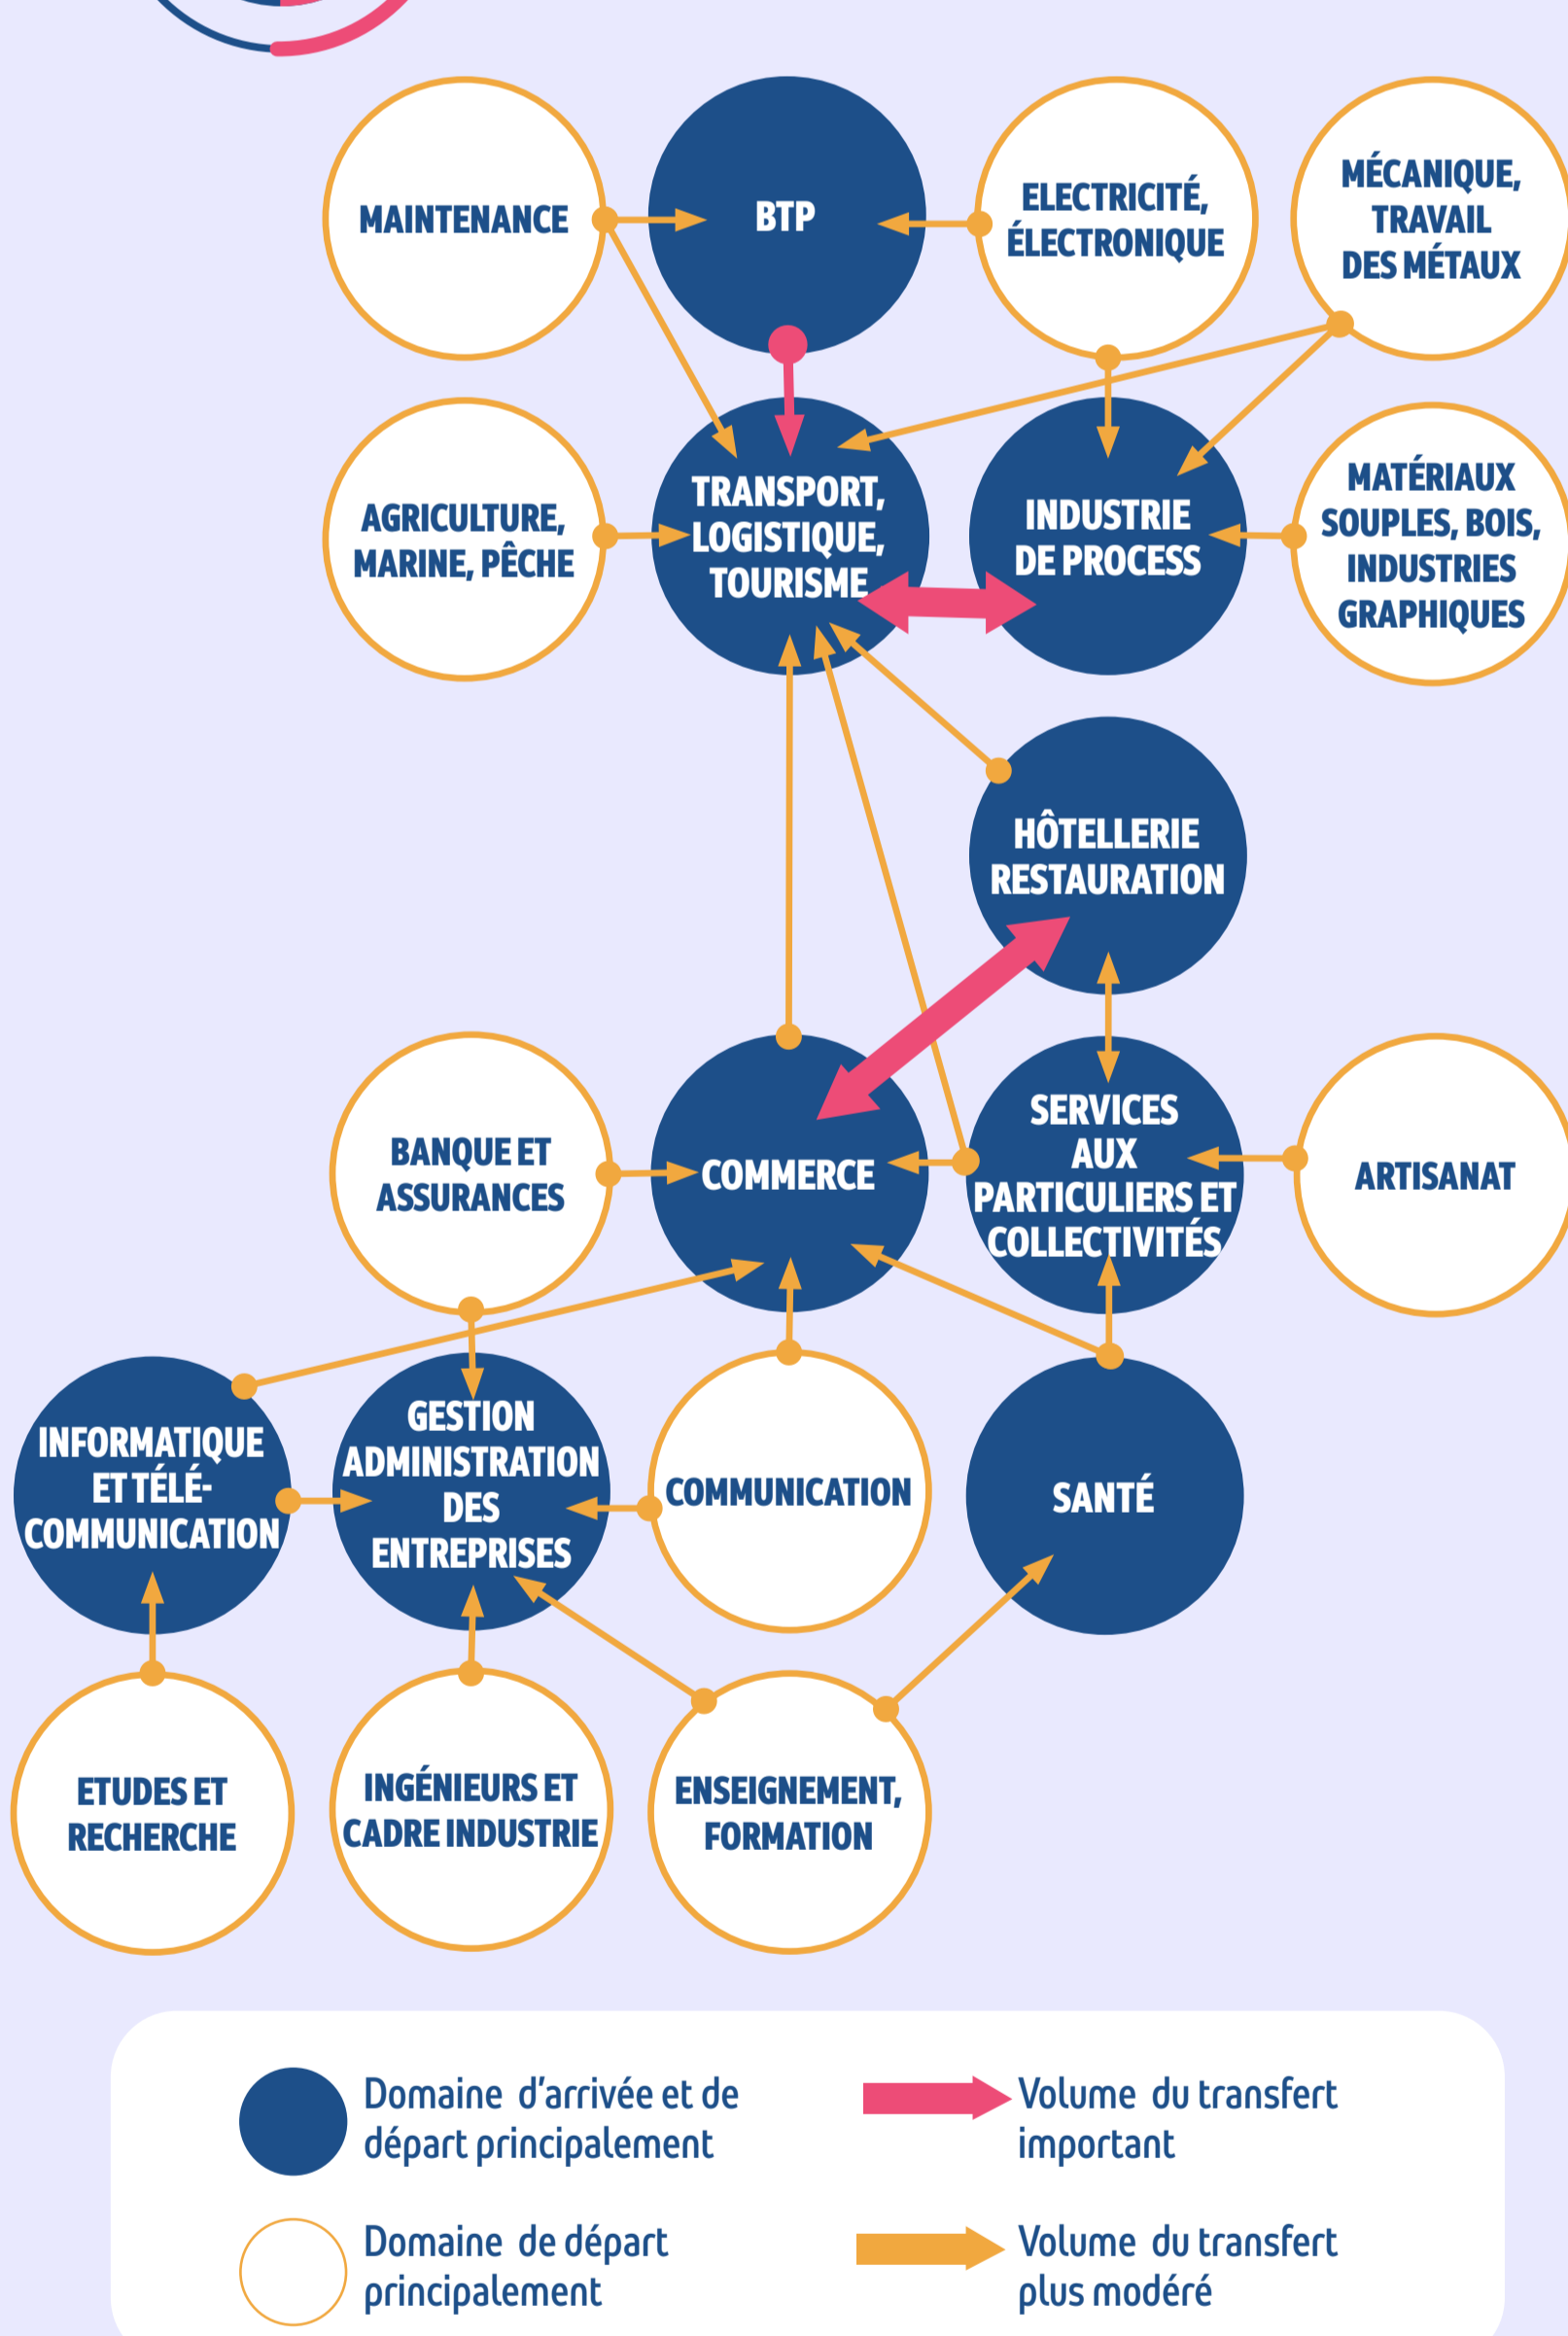 MAINTENANCE
BTP
ELECTRICITÉ,
ÉLECTRONIQUE
MÉCANIQUE,
TRAVAIL
DES MÉTAUX
AGRICULTURE,
MARINE, PÊCHE
TRANSPORT,
LOGISTIQUE,
TOURISME
INDUSTRIE
DE PROCESS
MATÉRIAUX
SOUPLES, BOIS,
INDUSTRIES
GRAPHIQUES
HÔTELLERIE
RESTAURATION
BANQUE ET
ASSURANCES
COMMERCE
SERVICES
AUX
PARTICULIERS ET
COLLECTIVITÉS
ARTISANAT
INFORMATIQUE
ET TÉLÉ-
COMMUNICATION
GESTION
ADMINISTRATION
DES
ENTREPRISES
COMMUNICATION
SANTÉ
ETUDES ET
RECHERCHE
INGÉNIEURS ET
CADRE INDUSTRIE
ENSEIGNEMENT,
FORMATION
Domaine d'arrivée et de
départ principalement
Volume du transfert
important
Domaine de départ
principalement
Volume du transfert
plus modéré